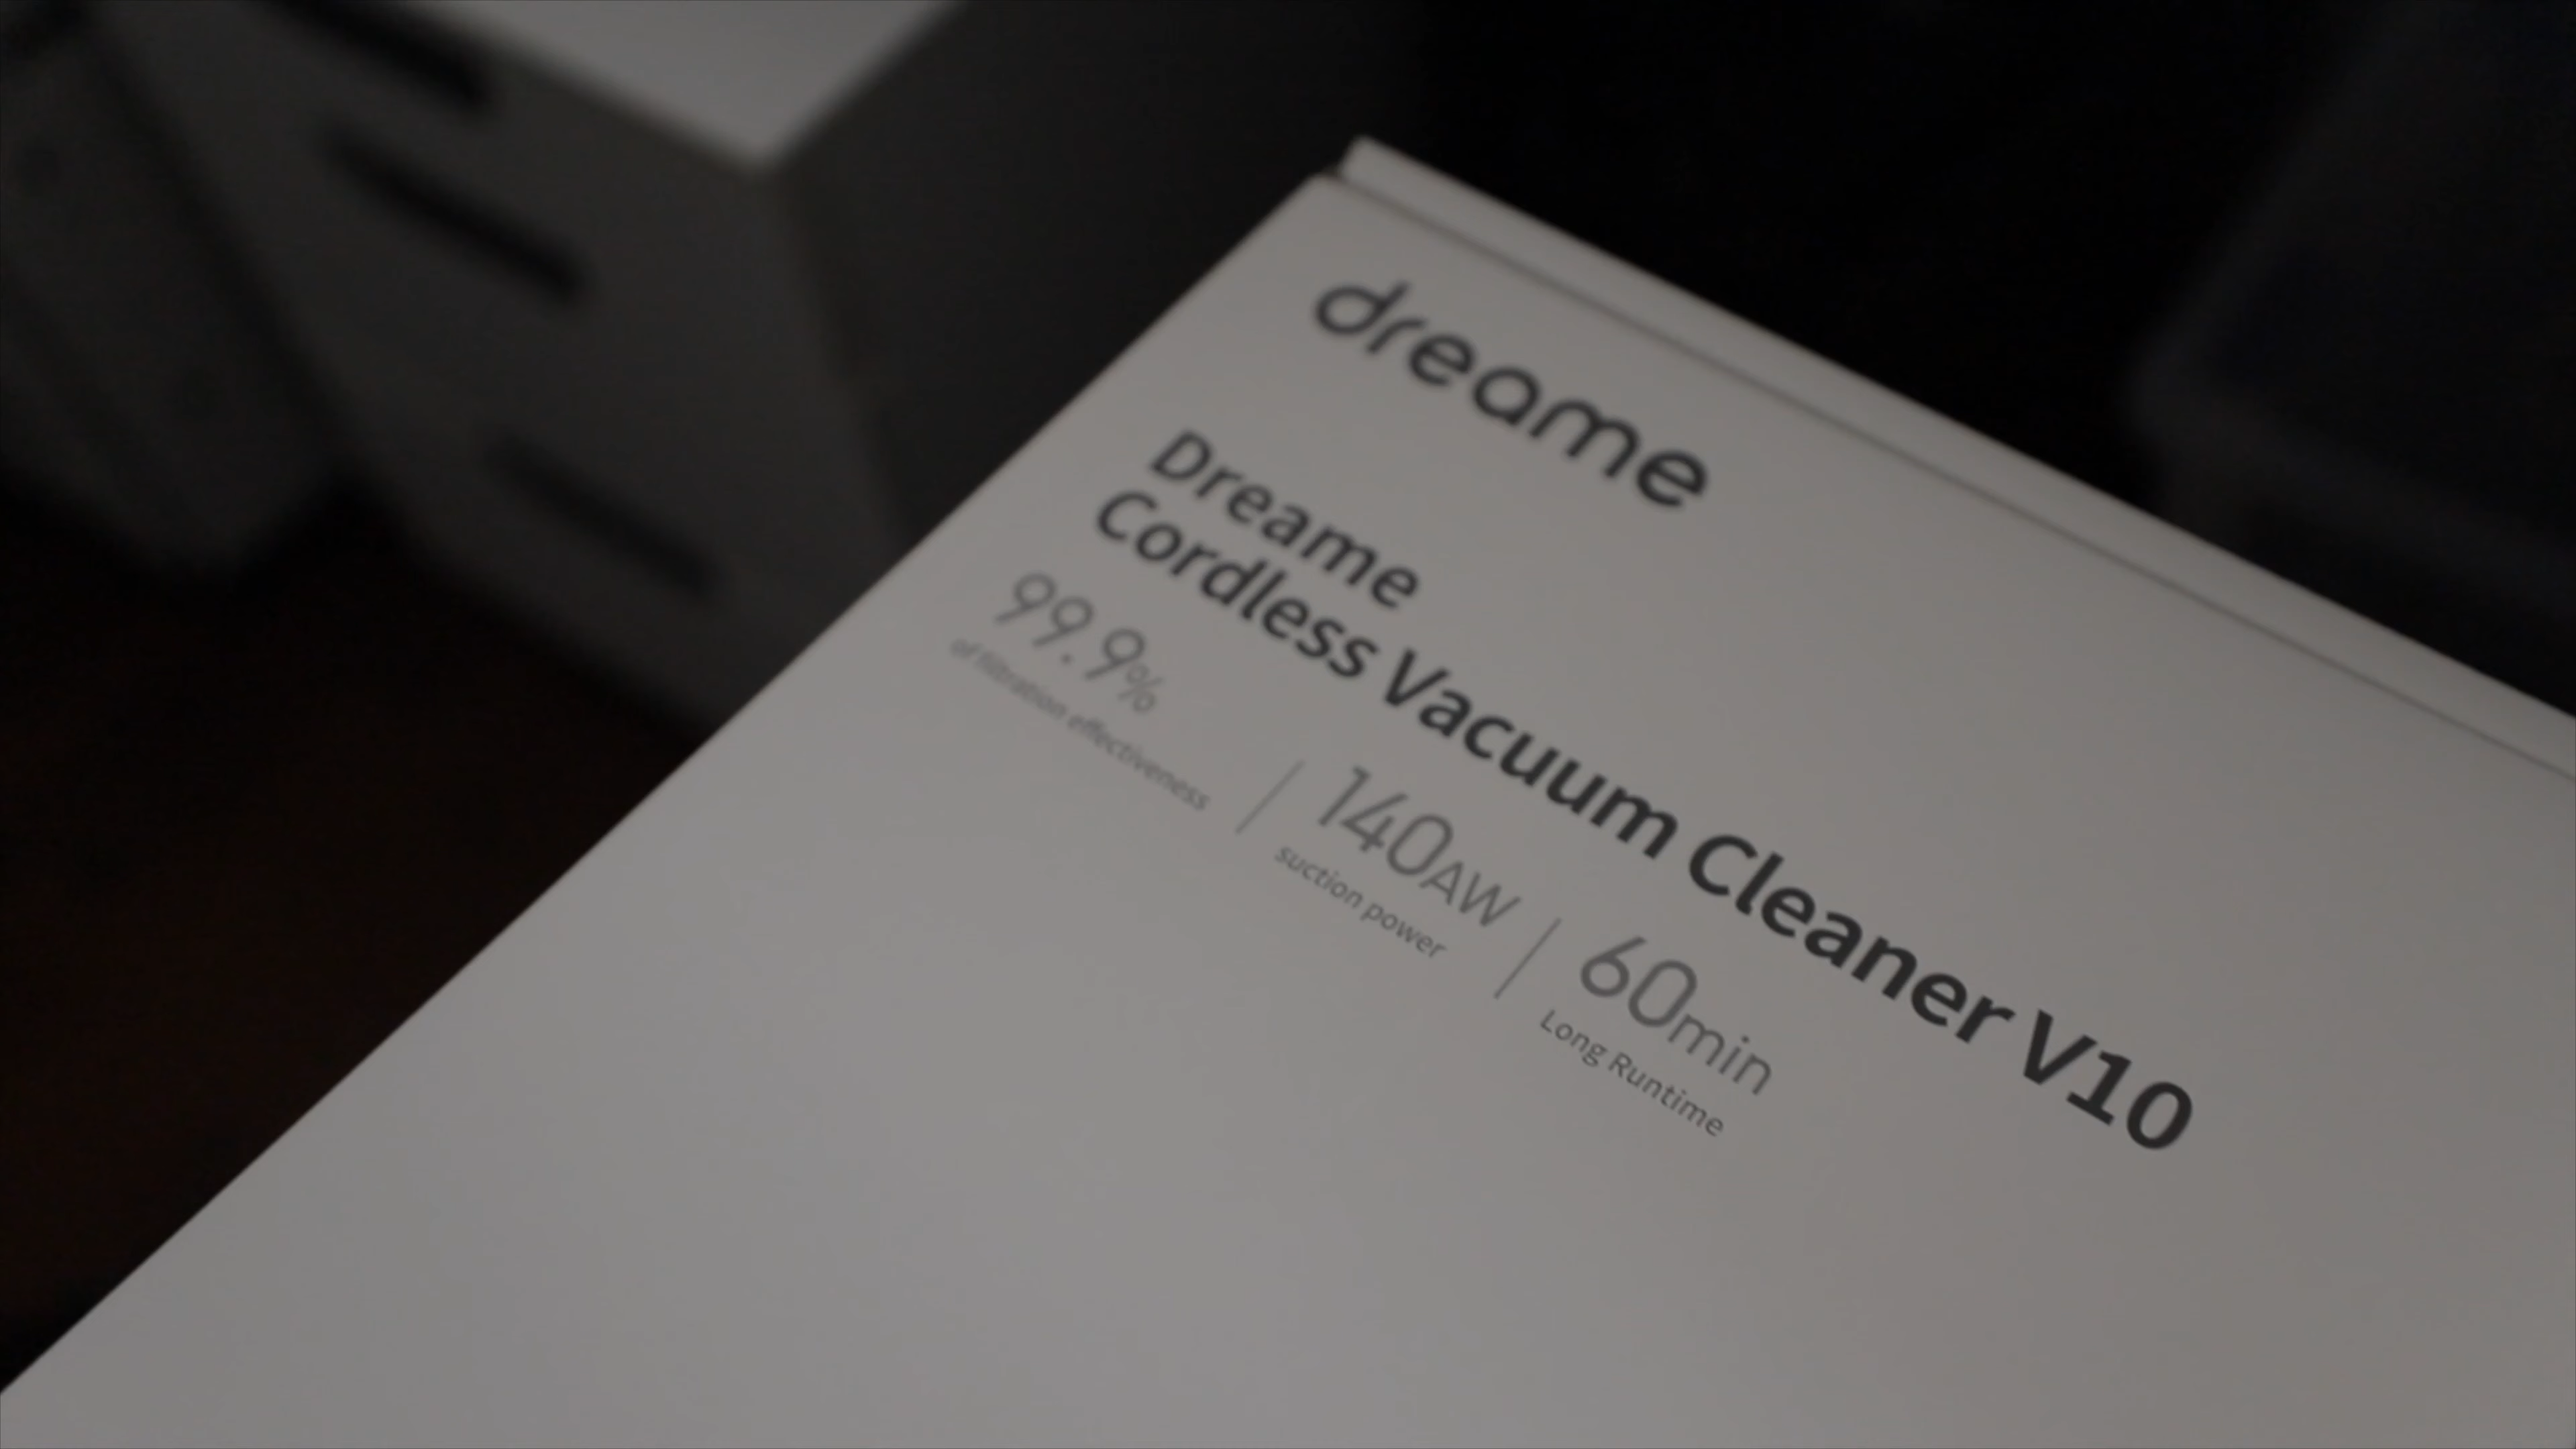 dreame
Dreame
Cordless Vacuum Cleaner V10
99.9%
of filtration effectiveness
140AW
suction power
60min
Long Runtime